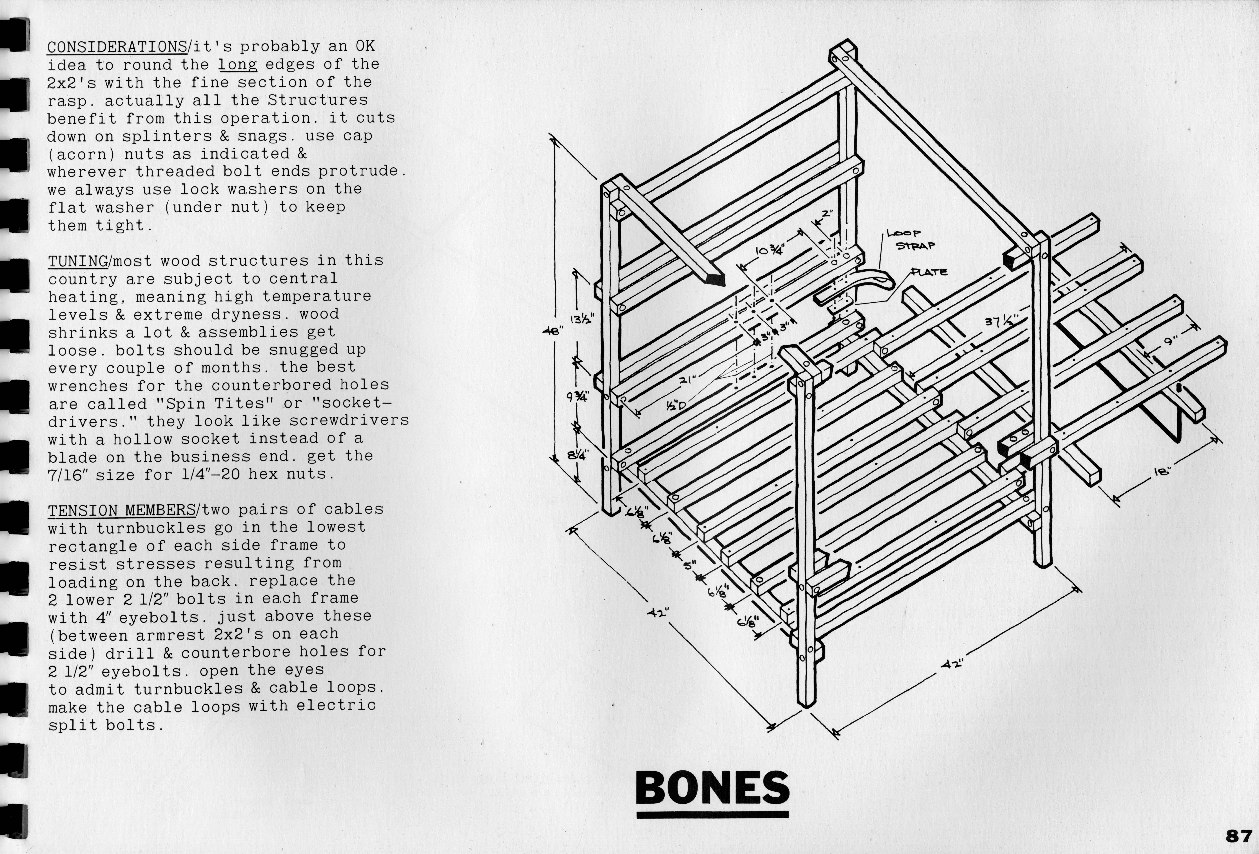 CONSIDERATIONS/it's probably an OK
idea to round the long edges of the
2x2's with the fine section of the
rasp. actually all the Structures
benefit from this operation. it cuts
down on splinters & snags. use cap
(acorn) nuts as indicated &
wherever threaded bolt ends protrude.
we always use lock washers on the
flat washer (under nut) to keep
them tight.
TUNING/most wood structures in this
country are subject to central
heating, meaning high temperature
levels & extreme dryness. wood
shrinks a lot & assemblies get
loose. bolts should be snugged up
every couple of months. the best
wrenches for the counterbored holes
are called "Spin Tites" or "socket-
drivers." they look like screwdrivers
with a hollow socket instead of a
blade on the business end. get the
7/16" size for 1/4"-20 hex nuts.
TENSION MEMBERS/two pairs of cables
with turnbuckles go in the lowest
rectangle of each side frame to
resist stresses resulting from
loading on the back. replace the
2 lower 2 1/2" bolts in each frame
with 4" eyebolts. just above these
(between armrest 2x2's on each
side) drill & counterbore holes for
2 1/2" eyebolts. open the eyes
to admit turnbuckles & cable loops.
make the cable loops with electric
split bolts.
2"
LOOP
STRAP
10 3/4"
PLATE
13 1/2"
48"
3"
3"
37 1/2"
9"
21"
1/2 D
9 3/4"
8 1/4"
18"
6 1/8"
6 1/8"
5"
6 1/8"
6 1/8"
42"
42"
BONES
87